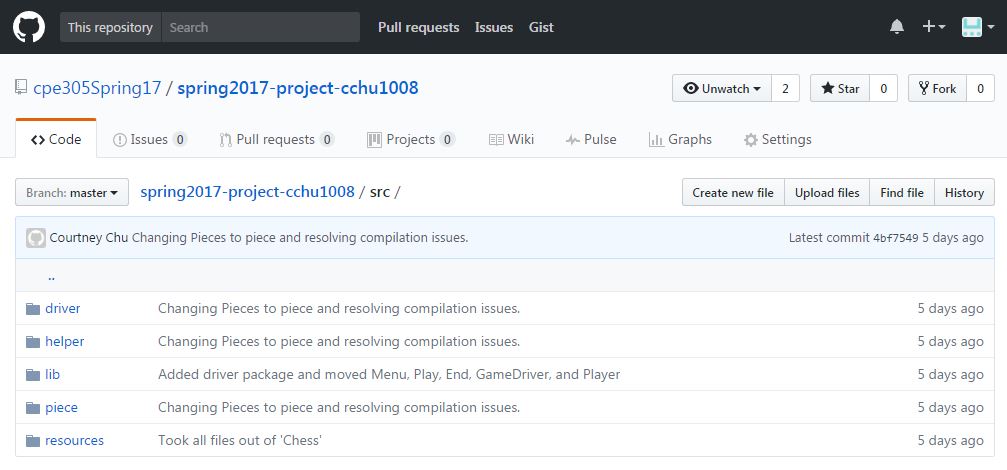 This repository Search Pull requests Issues Gist
cpe305Spring17 / spring2017-project-cchu1008 Unwatch 2 Star 0 Fork 0
Code Issues 0 Pull requests 0 Projects 0 Wiki Pulse Graphs Settings
Branch: master spring2017-project-cchu1008 / src / Create new file Upload files Find file History
Courtney Chu Changing Pieces to piece and resolving compilation issues. Latest commit 4bf7549 5 days ago
..
driver Changing Pieces to piece and resolving compilation issues. 5 days ago
helper Changing Pieces to piece and resolving compilation issues. 5 days ago
lib Added driver package and moved Menu, Play, End, GameDriver, and Player 5 days ago
piece Changing Pieces to piece and resolving compilation issues. 5 days ago
resources Took all files out of 'Chess' 5 days ago